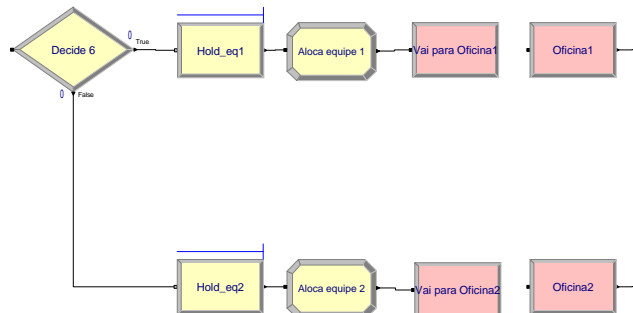 0
True
Decide 6
Hold_eq1
Aloca equipe 1
Vai para Oficina1
Oficina1
0
False
Hold_eq2
Aloca equipe 2
Vai para Oficina2
Oficina2